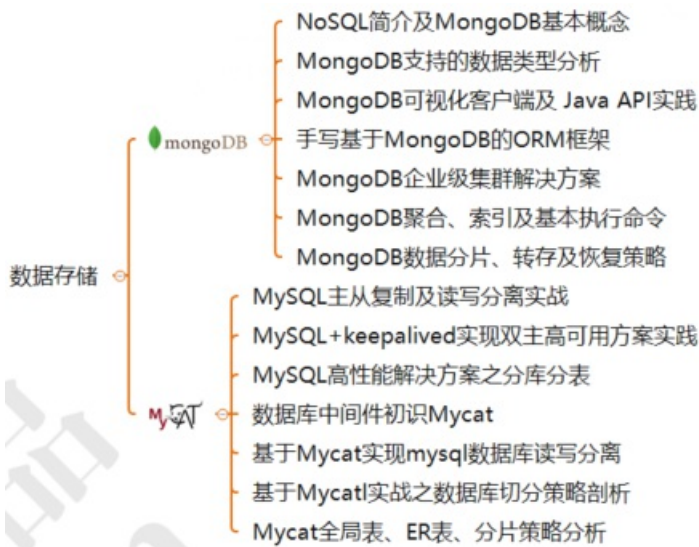 NoSQL简介及MongoDB基本概念
MongoDB支持的数据类型分析
MongoDB可视化客户端及 Java API实践
mongoDB
手写基于MongoDB的ORM框架
MongoDB企业级集群解决方案
MongoDB聚合、索引及基本执行命令
MongoDB数据分片、转存及恢复策略
数据存储
MySQL主从复制及读写分离实战
MySQL+keepalived实现双主高可用方案实践
MySQL高性能解决方案之分库分表
MyCAT
数据库中间件初识Mycat
基于Mycat实现mysql数据库读写分离
基于Mycatl实战之数据库切分策略剖析
Mycat全局表、ER表、分片策略分析